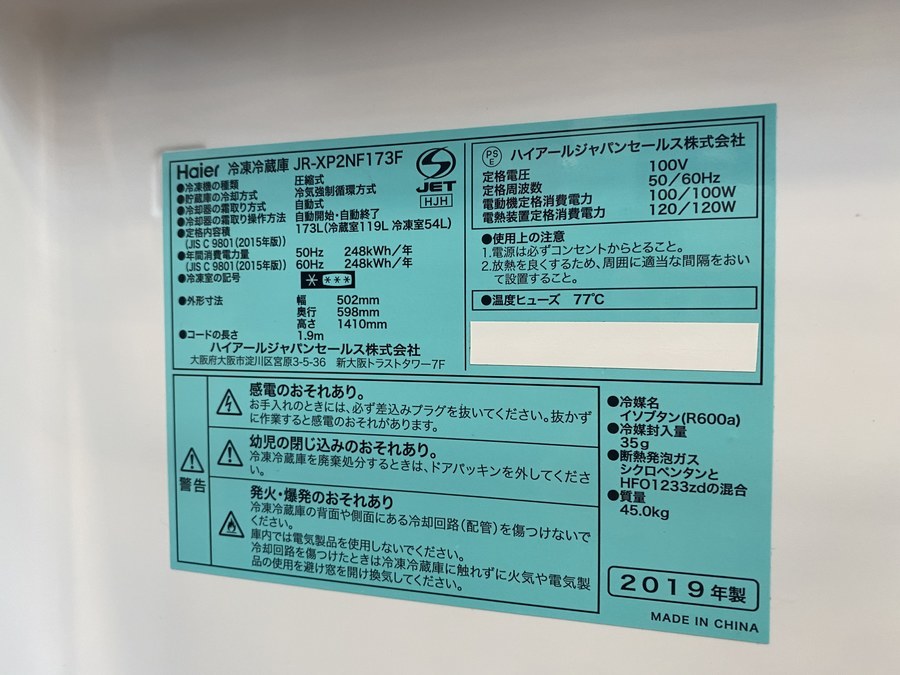 Haier 冷凍冷蔵庫 JR-XP2NF173F
●冷凍機の種類 圧縮式
●貯蔵庫の冷却方式 冷気強制循環方式
●冷却器の霜取り方式 自動式
●冷却器の霜取り操作方法 自動開始・自動終了
●定格内容積 173L(冷蔵室119L 冷凍室54L)
(JIS C 9801(2015年版))
●年間消費電力量 50Hz 248kWh/年
(JIS C 9801(2015年版)) 60Hz 248kWh/年
●冷凍室の記号
●外形寸法 幅 502mm
奥行 598mm
高さ 1410mm
●コードの長さ 1.9m
ハイアールジャパンセールス株式会社
大阪府大阪市淀川区宮原3-5-36 新大阪トラストタワー7F
JET
HJH
PS
E
ハイアールジャパンセールス株式会社
定格電圧 100V
定格周波数 50/60Hz
電動機定格消費電力 100/100W
電熱装置定格消費電力 120/120W
●使用上の注意
1.電源は必ずコンセントからとること。
2.放熱を良くするため、周囲に適当な間隔をおい
て設置すること。
●温度ヒューズ 77℃
警告
感電のおそれあり。
お手入れのときには、必ず差込みプラグを抜いてください。抜かず
に作業すると感電のおそれがあります。
幼児の閉じ込みのおそれあり。
冷凍冷蔵庫を廃棄処分するときは、ドアパッキンを外してくださ
い。
発火・爆発のおそれあり
冷凍冷蔵庫の背面や側面にある冷却回路(配管)を傷つけないで
ください。
庫内では電気製品を使用しないでください。
冷却回路を傷つけたときは冷凍冷蔵庫に触れずに火気や電気製
品の使用を避け窓を開け換気してください。
●冷媒名
イソブタン(R600a)
●冷媒封入量
35g
●断熱発泡ガス
シクロペンタンと
HFO1233zdの混合
●質量
45.0kg
2019年製
MADE IN CHINA